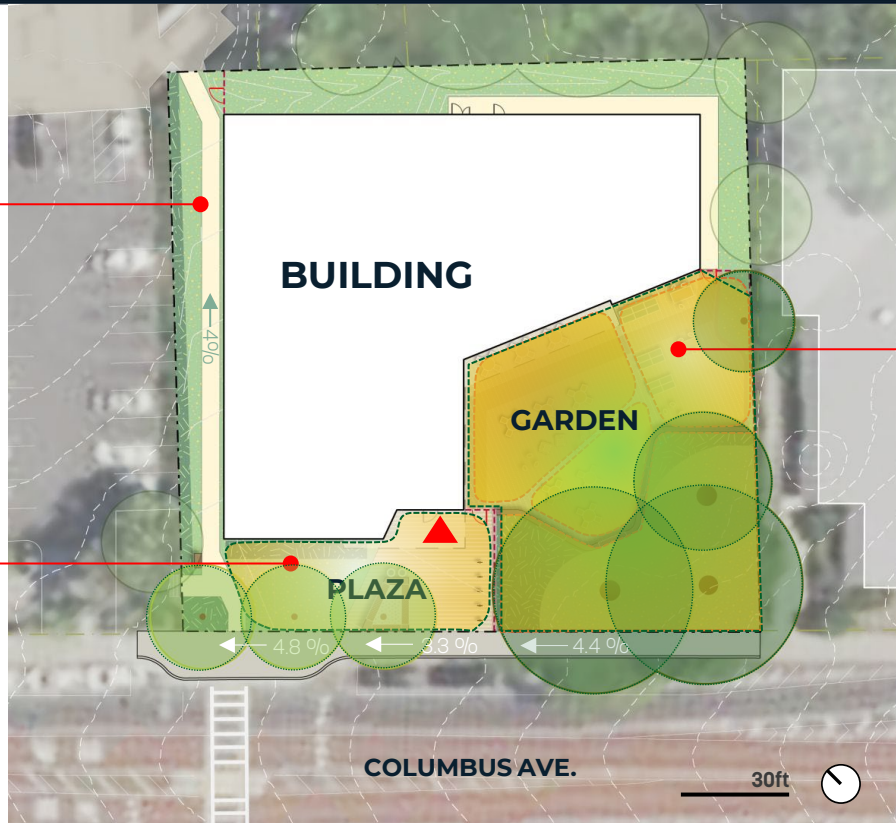 BUILDING
4%
GARDEN
PLAZA
4.8 %
3.3 %
4.4 %
COLUMBUS AVE.
30ft